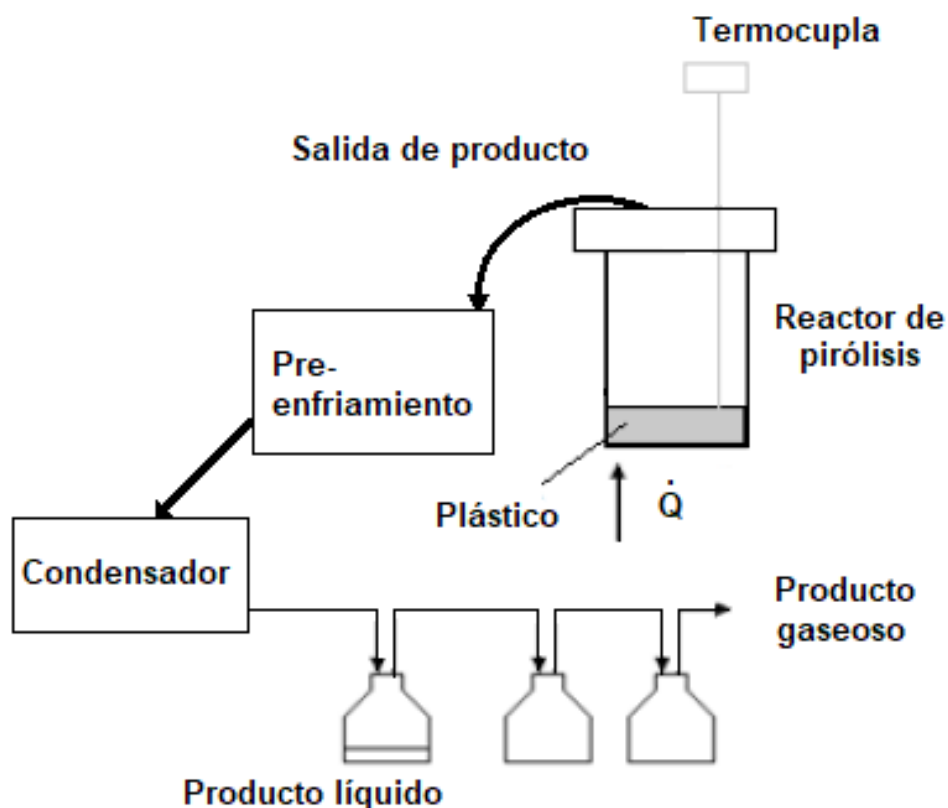 Termocupla
Salida de producto
Reactor de
pirólisis
Pre-
enfriamiento
Plástico
Q̇
Condensador
Producto
gaseoso
Producto líquido